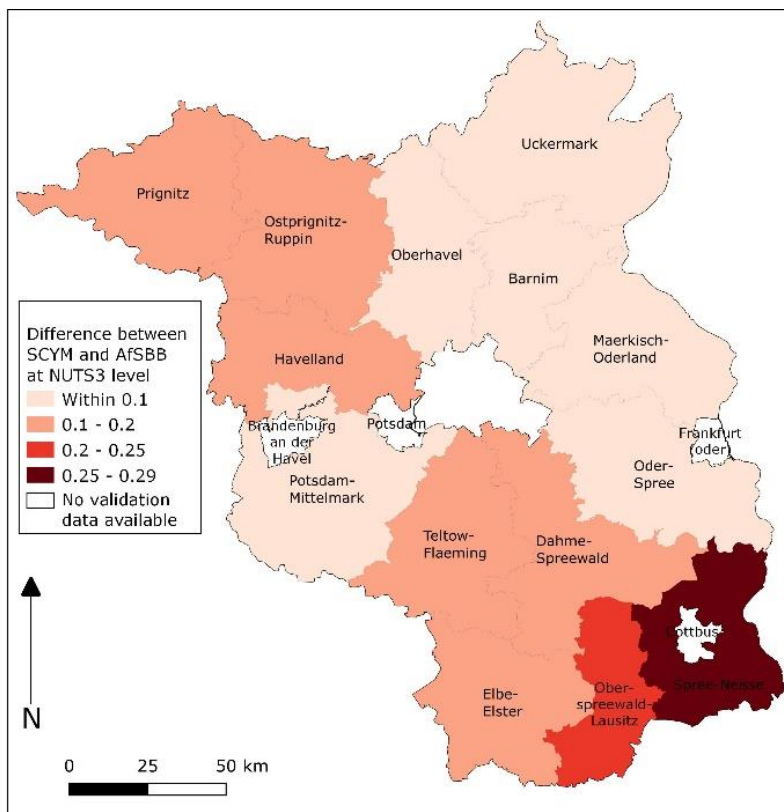 Uckermark
Prignitz
Ostprignitz-
Ruppin
Oberhavel
Barnim
Difference between
SCYM and AfSBB
at NUTS3 level
Within 0.1
0.1 - 0.2
0.2 - 0.25
0.25 - 0.29
No validation
data available
Havelland
Maerkisch-
Oderland
Brandenburg
an der
Havel
Potsdam
Frankfurt
(oder)
Potsdam-
Mittelmark
Oder-
Spree
Teltow-
Flaeming
Dahme-
Spreewald
Cottbus
Spree-Neisse
Elbe-
Elster
Ober-
spreewald-
Lausitz
N
0 25 50 km